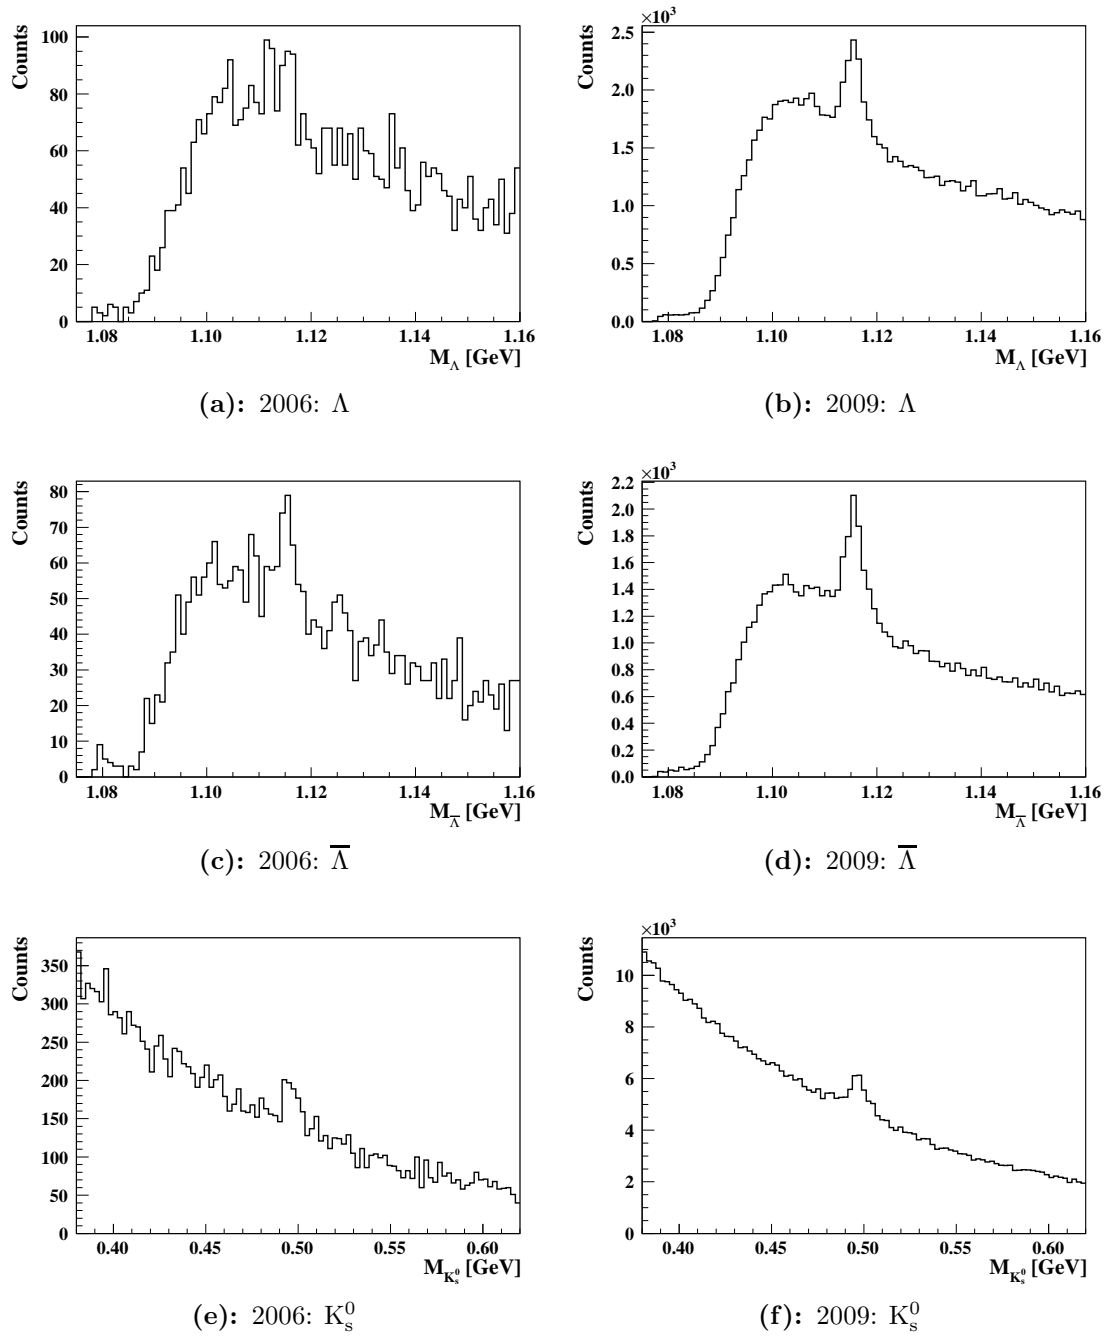 Counts
100
80
60
40
20
0
1.08 1.10 1.12 1.14 1.16
M_Λ [GeV]
(a): 2006: Λ
×10³
Counts
2.5
2.0
1.5
1.0
0.5
0.0
1.08 1.10 1.12 1.14 1.16
M_Λ [GeV]
(b): 2009: Λ
Counts
80
70
60
50
40
30
20
10
0
1.08 1.10 1.12 1.14 1.16
M_Λ̅ [GeV]
(c): 2006: Λ̅
×10³
Counts
2.2
2.0
1.8
1.6
1.4
1.2
1.0
0.8
0.6
0.4
0.2
0.0
1.08 1.10 1.12 1.14 1.16
M_Λ̅ [GeV]
(d): 2009: Λ̅
Counts
350
300
250
200
150
100
50
0
0.40 0.45 0.50 0.55 0.60
M_K⁰ₛ [GeV]
(e): 2006: K⁰ₛ
×10³
Counts
10
8
6
4
2
0
0.40 0.45 0.50 0.55 0.60
M_K⁰ₛ [GeV]
(f): 2009: K⁰ₛ